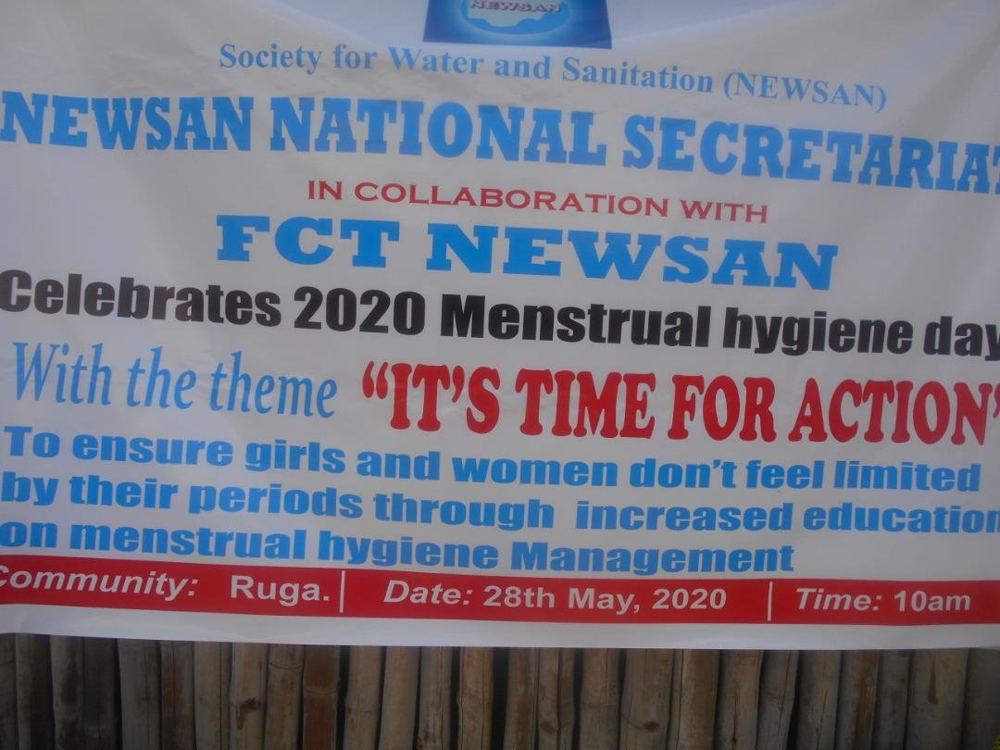 NEWSAN
Society for Water and Sanitation (NEWSAN)
NEWSAN NATIONAL SECRETARIAT
IN COLLABORATION WITH
FCT NEWSAN
Celebrates 2020 Menstrual hygiene day
With the theme “IT’S TIME FOR ACTION”
To ensure girls and women don’t feel limited
by their periods through increased education
on menstrual hygiene Management
Community: Ruga. | Date: 28th May, 2020 | Time: 10am